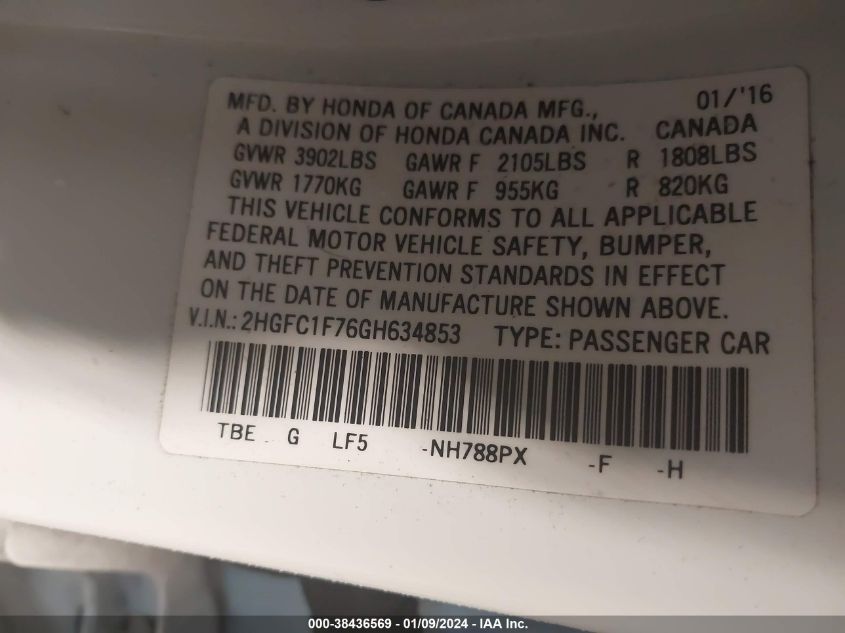 MFD. BY HONDA OF CANADA MFG., 01/'16
A DIVISION OF HONDA CANADA INC. CANADA
GVWR 3902LBS GAWR F 2105LBS R 1808LBS
GVWR 1770KG GAWR F 955KG R 820KG
THIS VEHICLE CONFORMS TO ALL APPLICABLE
FEDERAL MOTOR VEHICLE SAFETY, BUMPER,
AND THEFT PREVENTION STANDARDS IN EFFECT
ON THE DATE OF MANUFACTURE SHOWN ABOVE.
V.I.N.: 2HGFC1F76GH634853 TYPE: PASSENGER CAR
TBE G LF5 -NH788PX -F -H
000-38436569 - 01/09/2024 - IAA Inc.